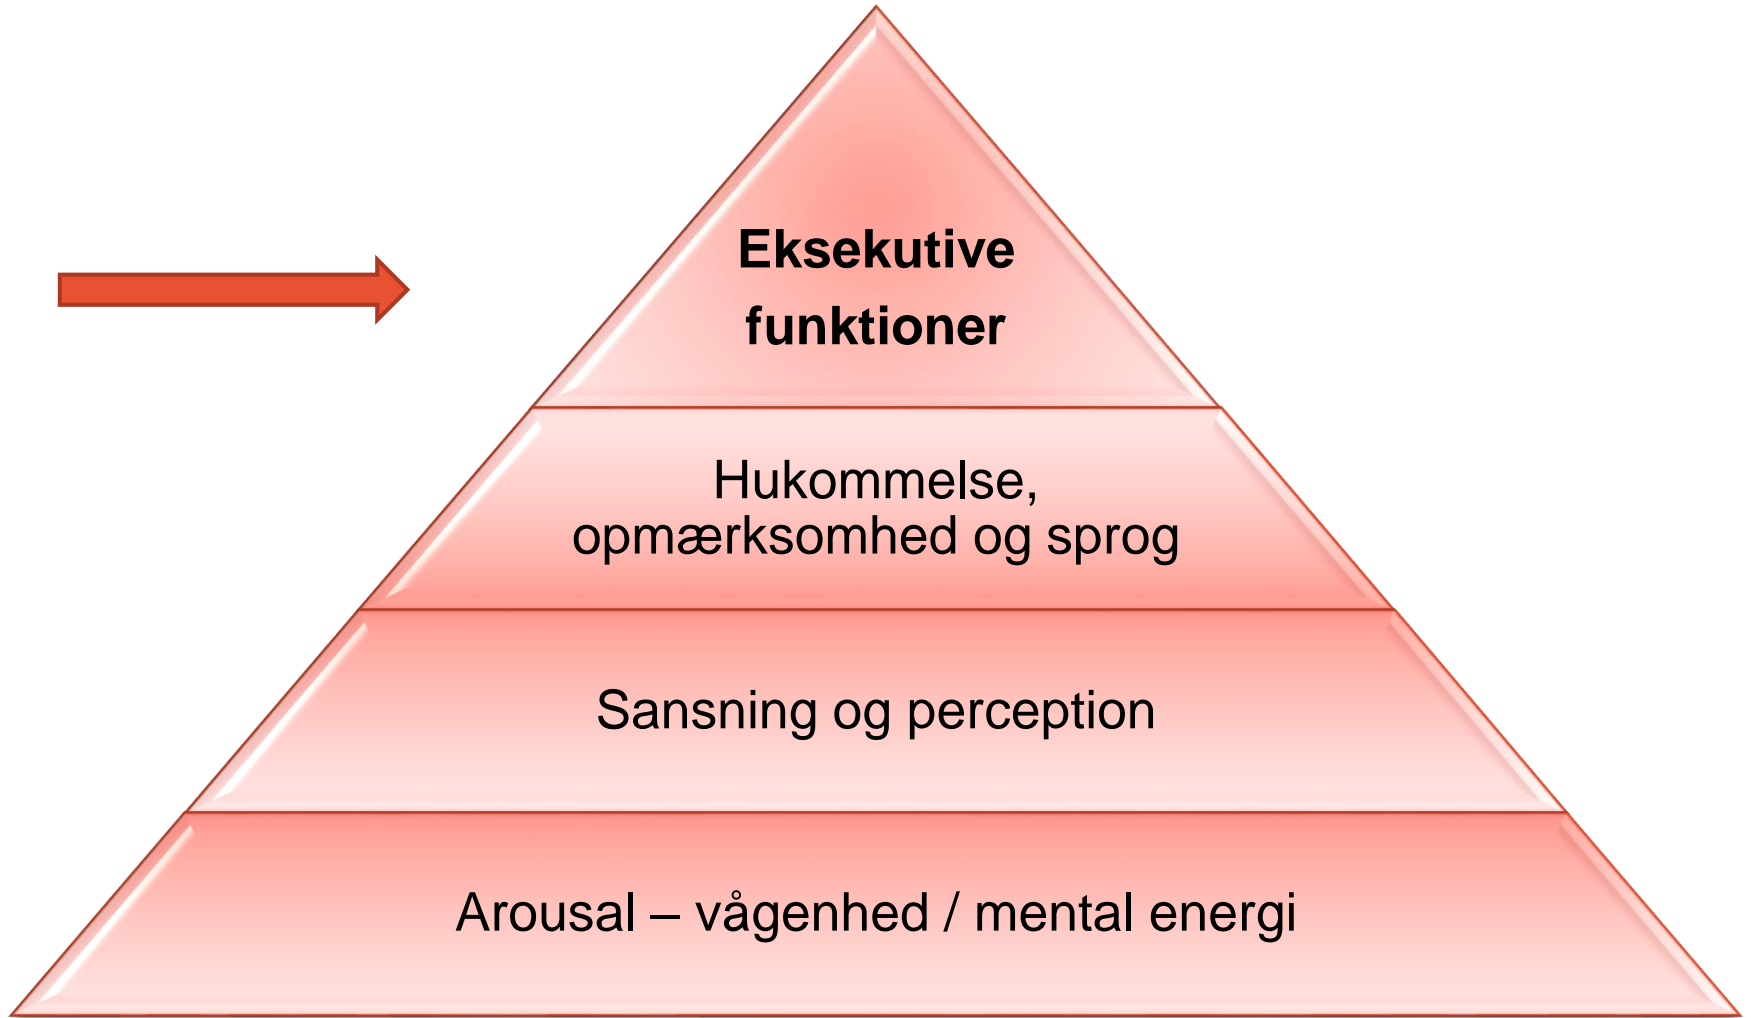 Eksekutive
funktioner
Hukommelse,
opmærksomhed og sprog
Sansning og perception
Arousal – vågenhed / mental energi